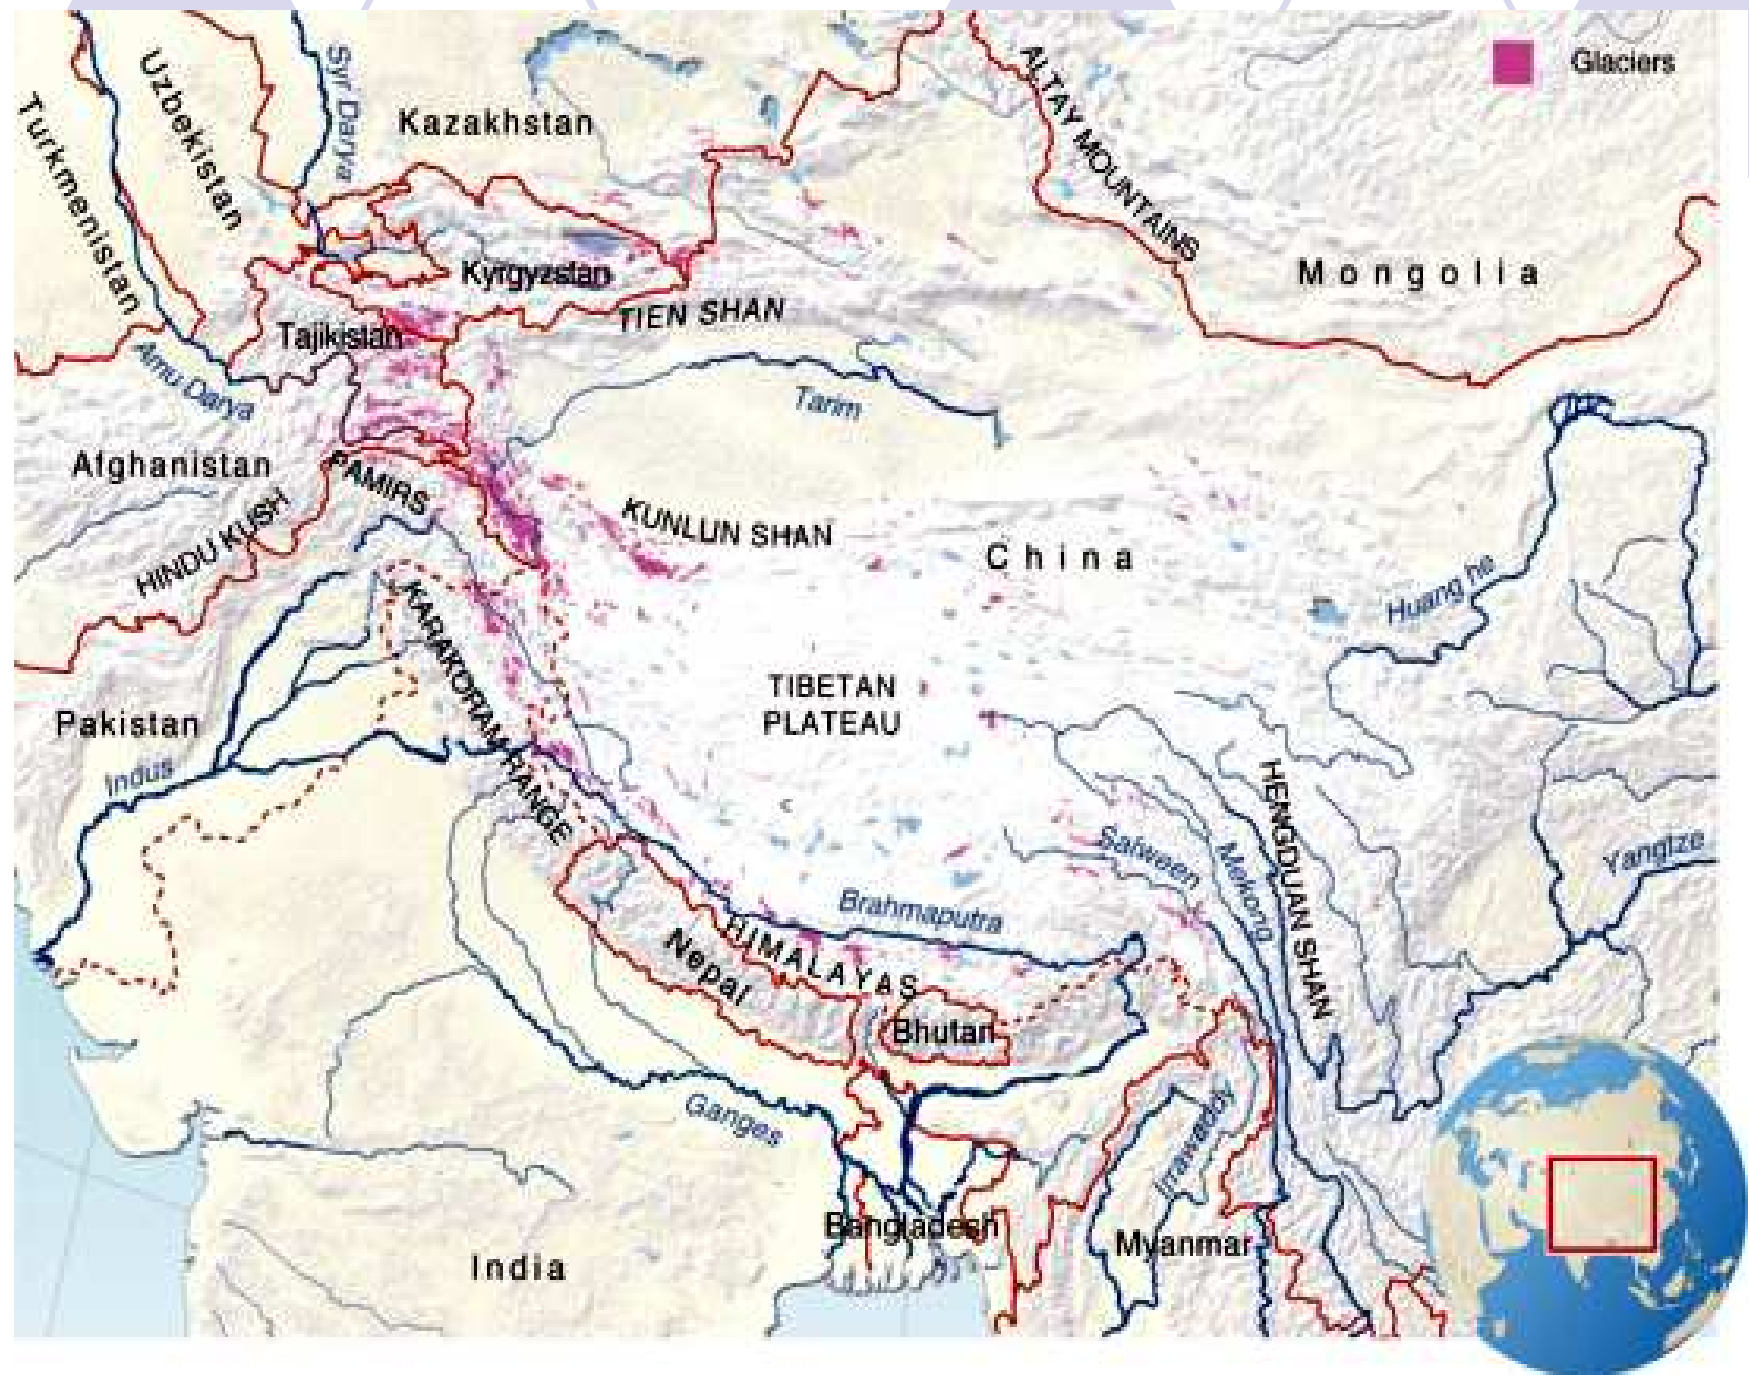 Glaciers
Syr Darya
Uzbekistan
Turkmenistan
Kazakhstan
ALTAY MOUNTAINS
Mongolia
Kyrgyzstan
TIEN SHAN
Tajikistan
Amu Darya
Tarim
Afghanistan
PAMIRS
HINDU KUSH
KUNLUN SHAN
China
Huang he
KARAKORAM RANGE
TIBETAN
PLATEAU
Pakistan
Indus
HENGDUAN SHAN
Salween
Mekong
Yangtze
Brahmaputra
HIMALAYAS
Nepal
Bhutan
Ganges
Irrawaddy
Bangladesh
Myanmar
India